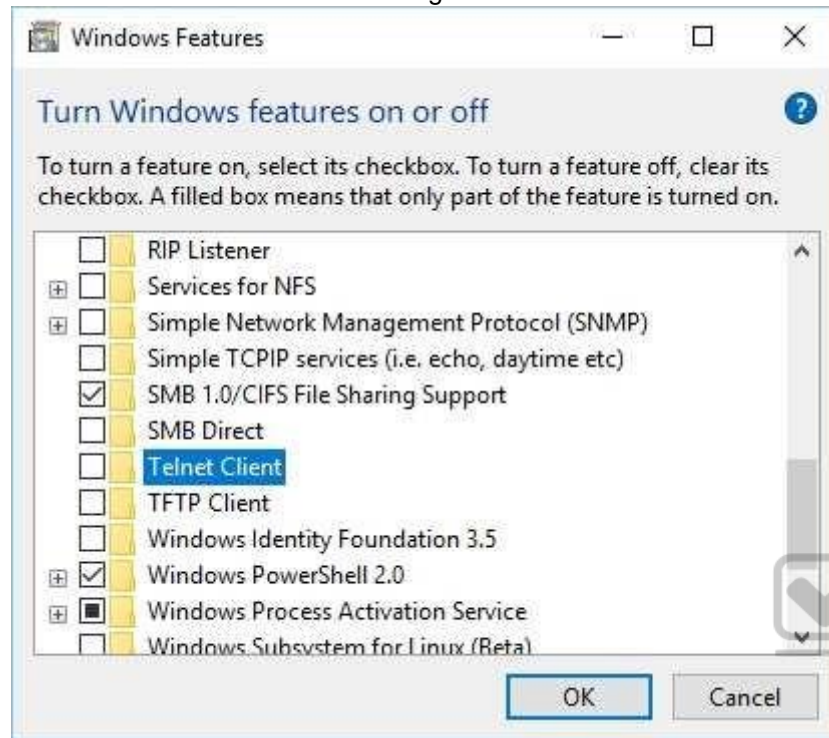 Windows Features
Turn Windows features on or off
To turn a feature on, select its checkbox. To turn a feature off, clear its
checkbox. A filled box means that only part of the feature is turned on.
RIP Listener
Services for NFS
Simple Network Management Protocol (SNMP)
Simple TCPIP services (i.e. echo, daytime etc)
SMB 1.0/CIFS File Sharing Support
SMB Direct
Telnet Client
TFTP Client
Windows Identity Foundation 3.5
Windows PowerShell 2.0
Windows Process Activation Service
Windows Subsystem for Linux (Beta)
OK
Cancel